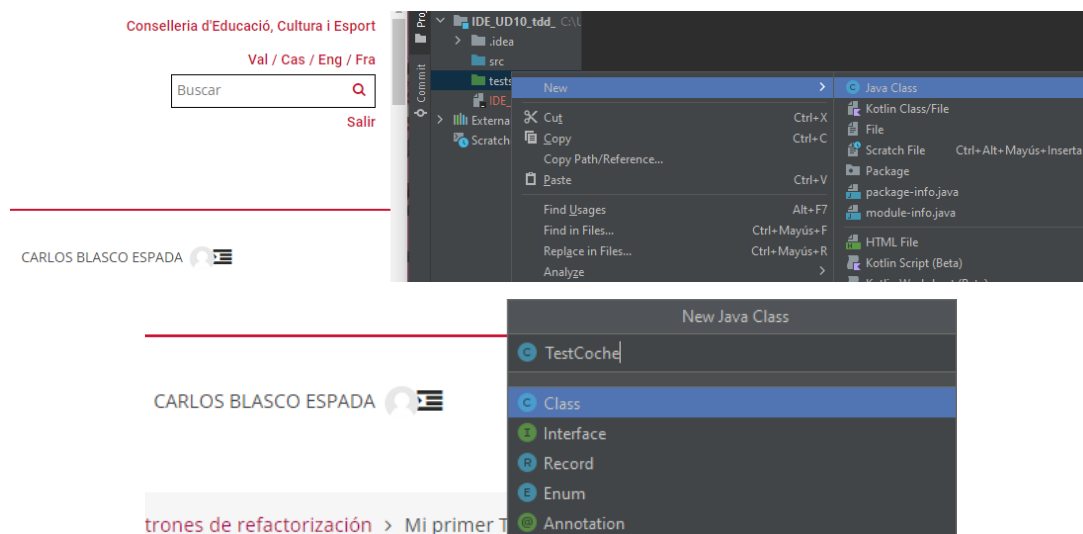 Conselleria d'Educació, Cultura i Esport
Val / Cas / Eng / Fra
Buscar
Salir
CARLOS BLASCO ESPADA
Commit
IDE_UD10_tdd_ C:\
.idea
src
tests
IDE_
Externa
Scratch
New
Cut Ctrl+X
Copy Ctrl+C
Copy Path/Reference...
Paste Ctrl+V
Find Usages Alt+F7
Find in Files... Ctrl+Mayús+F
Replace in Files... Ctrl+Mayús+R
Analyze
Java Class
Kotlin Class/File
File
Scratch File Ctrl+Alt+Mayús+Inserta
Package
package-info.java
module-info.java
HTML File
Kotlin Script (Beta)
CARLOS BLASCO ESPADA
trones de refactorización > Mi primer T
New Java Class
TestCoche
Class
Interface
Record
Enum
Annotation